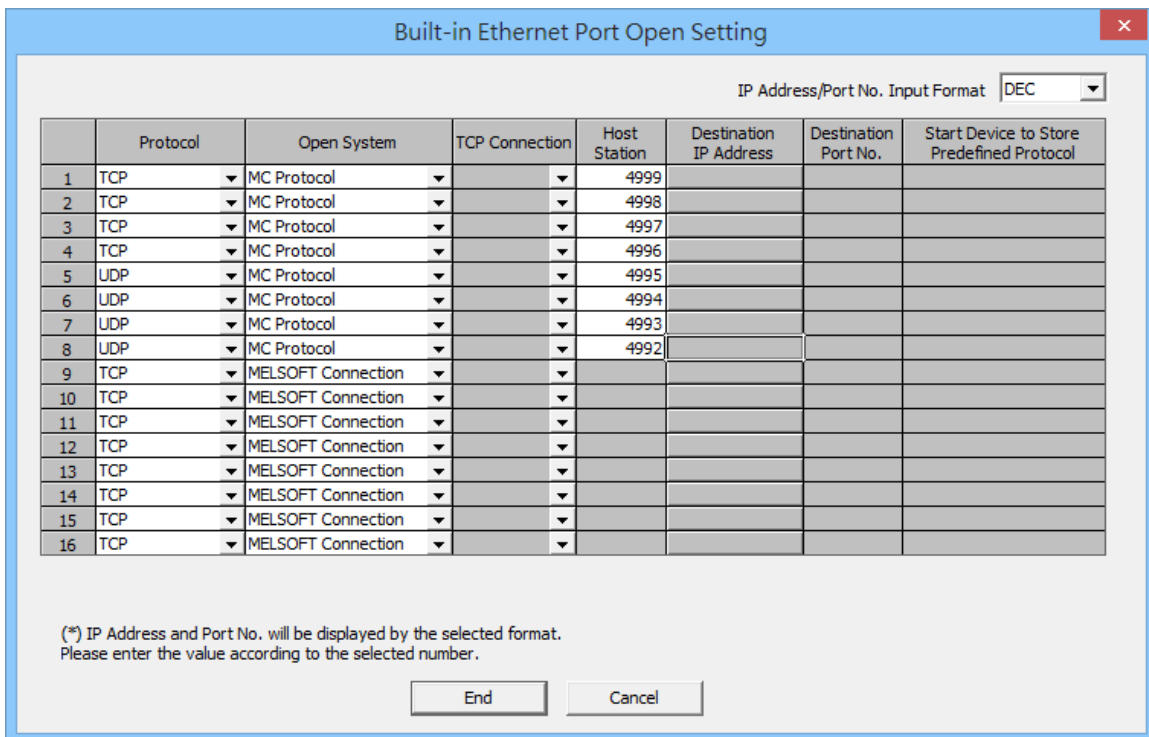 Built-in Ethernet Port Open Setting
IP Address/Port No. Input Format DEC
Protocol Open System TCP Connection Host Station Destination IP Address Destination Port No. Start Device to Store Predefined Protocol
1 TCP MC Protocol 4999
2 TCP MC Protocol 4998
3 TCP MC Protocol 4997
4 TCP MC Protocol 4996
5 UDP MC Protocol 4995
6 UDP MC Protocol 4994
7 UDP MC Protocol 4993
8 UDP MC Protocol 4992
9 TCP MELSOFT Connection
10 TCP MELSOFT Connection
11 TCP MELSOFT Connection
12 TCP MELSOFT Connection
13 TCP MELSOFT Connection
14 TCP MELSOFT Connection
15 TCP MELSOFT Connection
16 TCP MELSOFT Connection
(*) IP Address and Port No. will be displayed by the selected format.
Please enter the value according to the selected number.
End Cancel